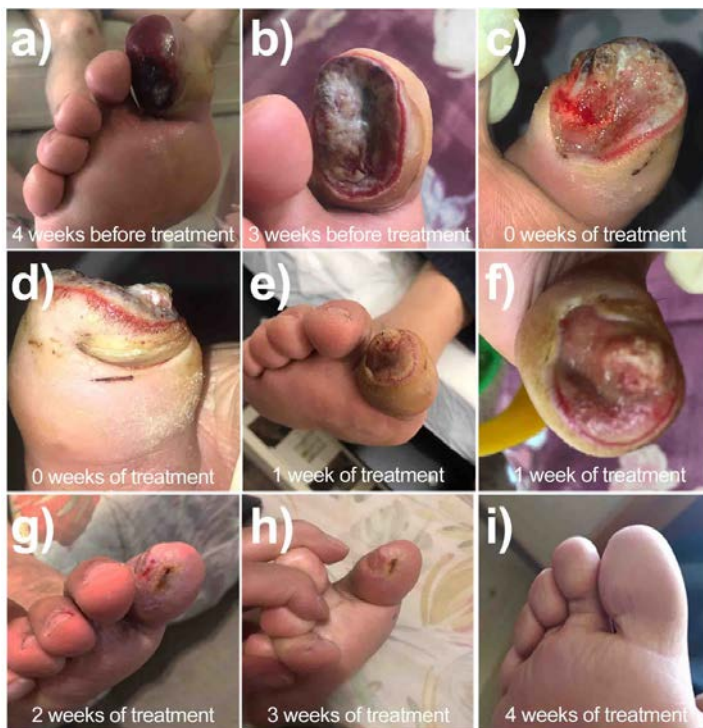 a)
4 weeks before treatment
b)
3 weeks before treatment
c)
0 weeks of treatment
d)
0 weeks of treatment
e)
1 week of treatment
f)
1 week of treatment
g)
2 weeks of treatment
h)
3 weeks of treatment
i)
4 weeks of treatment